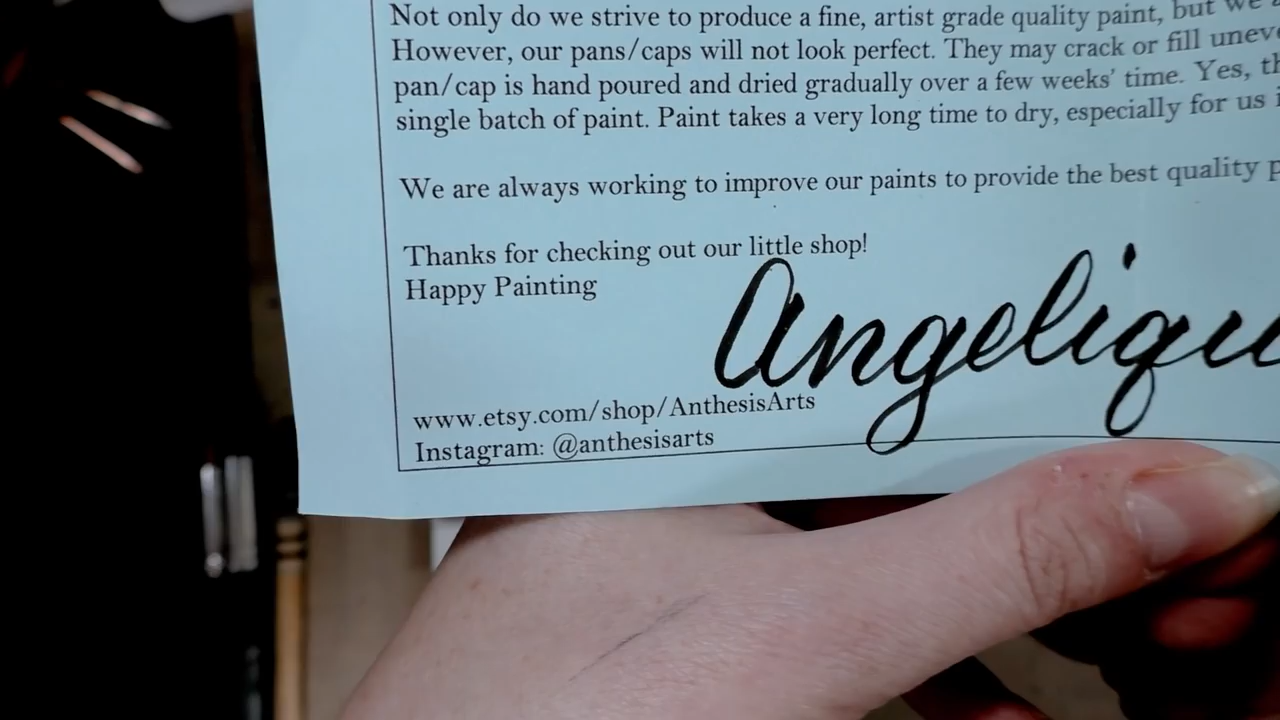 Not only do we strive to produce a fine, artist grade quality paint, but we
However, our pans/caps will not look perfect. They may crack or fill
pan/cap is hand poured and dried gradually over a few weeks' time. Yes,
single batch of paint. Paint takes a very long time to dry, especially for us
We are always working to improve our paints to provide the best quality
Thanks for checking out our little shop!
Happy Painting
Angeliqu
www.etsy.com/shop/AnthesisArts
Instagram: @anthesisarts